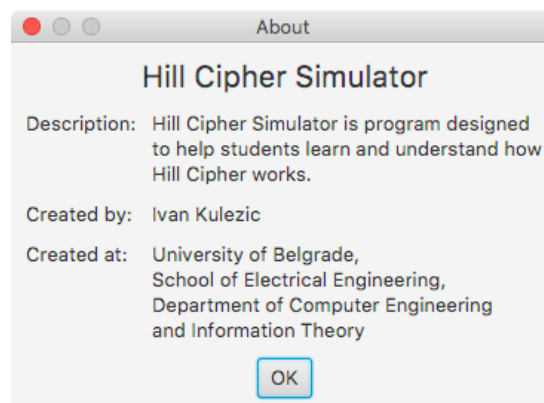 About
Hill Cipher Simulator
Description: Hill Cipher Simulator is program designed
to help students learn and understand how
Hill Cipher works.
Created by: Ivan Kulezic
Created at: University of Belgrade,
School of Electrical Engineering,
Department of Computer Engineering
and Information Theory
OK